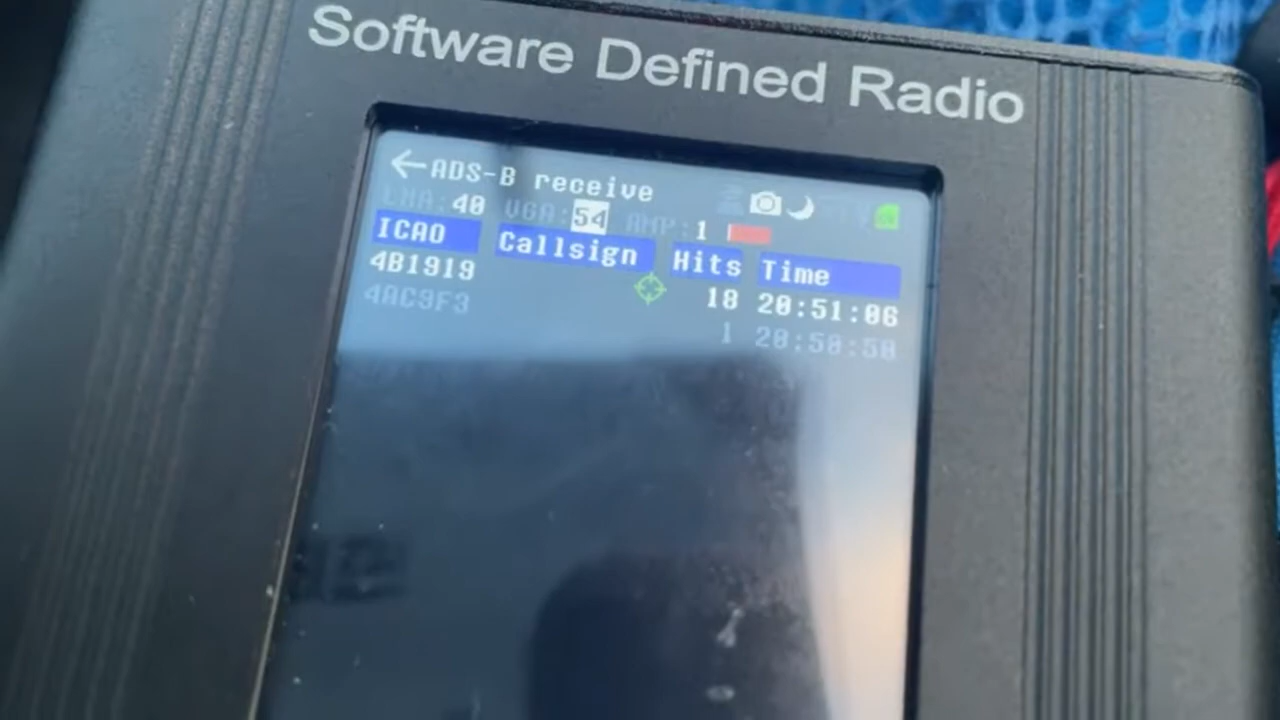 Software Defined Radio
ADS-B receive
LNA:40 VGA:54 AMP:1
ICAO Callsign Hits Time
4B1919 18 20:51:06
4AC9F3 1 20:50:50